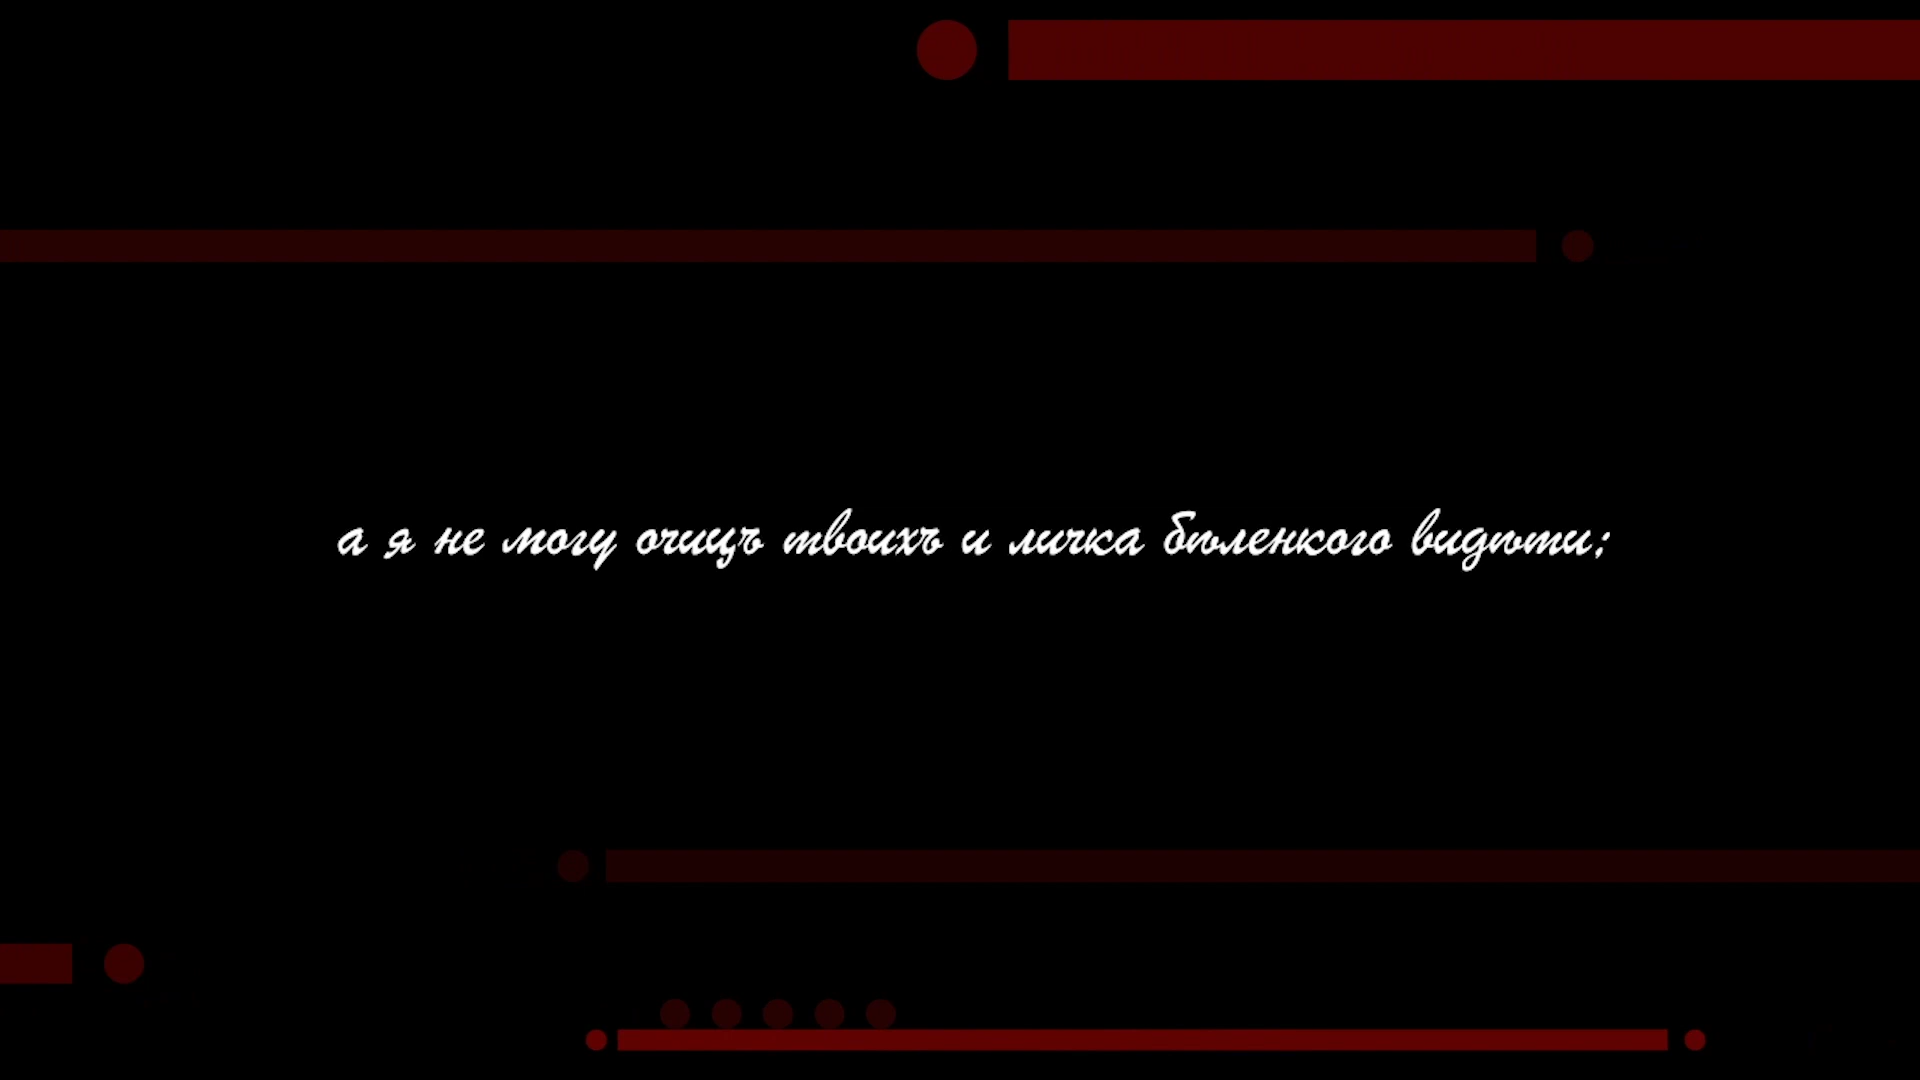 а я не могу очицъ твоихъ и личка бѣленкого видѣти;